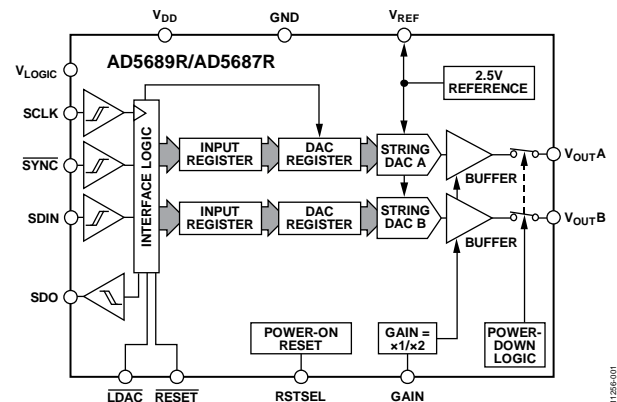 VDD
GND
VREF
VLOGIC
AD5689R/AD5687R
2.5V
REFERENCE
SCLK
SYNC
SDIN
SDO
INTERFACE LOGIC
INPUT
REGISTER
DAC
REGISTER
STRING
DAC A
BUFFER
VOUTA
INPUT
REGISTER
DAC
REGISTER
STRING
DAC B
BUFFER
VOUTB
POWER-ON
RESET
GAIN =
×1/×2
POWER-
DOWN
LOGIC
LDAC
RESET
RSTSEL
GAIN
11256-001